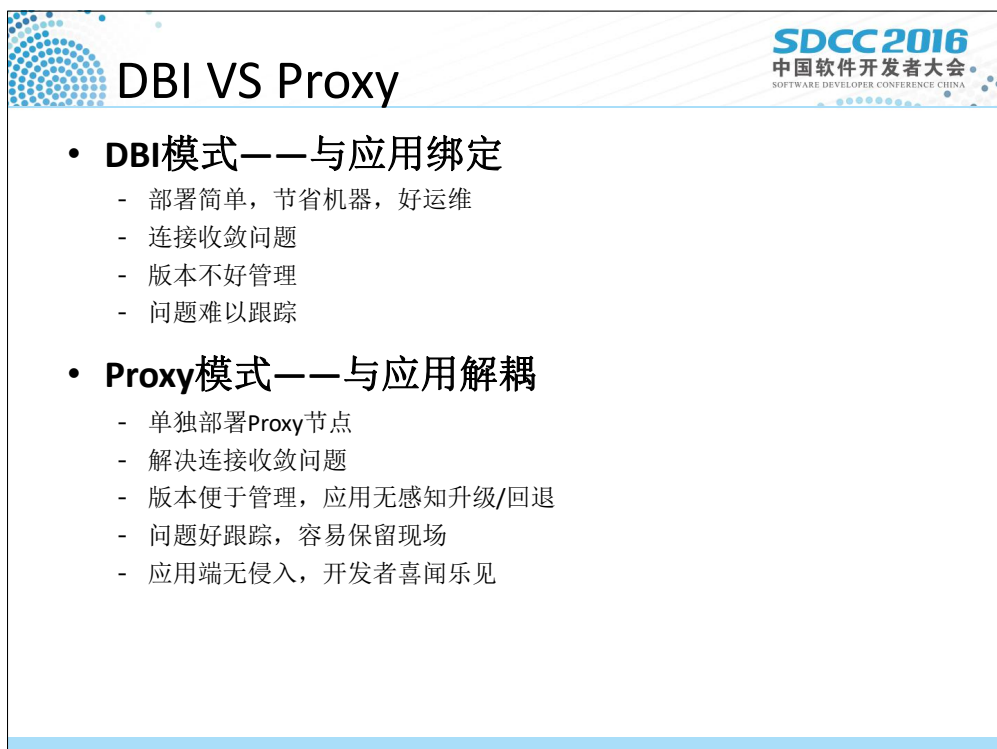 SDCC 2016
中国软件开发者大会
SOFTWARE DEVELOPER CONFERENCE CHINA
DBI VS Proxy
• DBI模式——与应用绑定
- 部署简单，节省机器，好运维
- 连接收敛问题
- 版本不好管理
- 问题难以跟踪
• Proxy模式——与应用解耦
- 单独部署Proxy节点
- 解决连接收敛问题
- 版本便于管理，应用无感知升级/回退
- 问题好跟踪，容易保留现场
- 应用端无侵入，开发者喜闻乐见